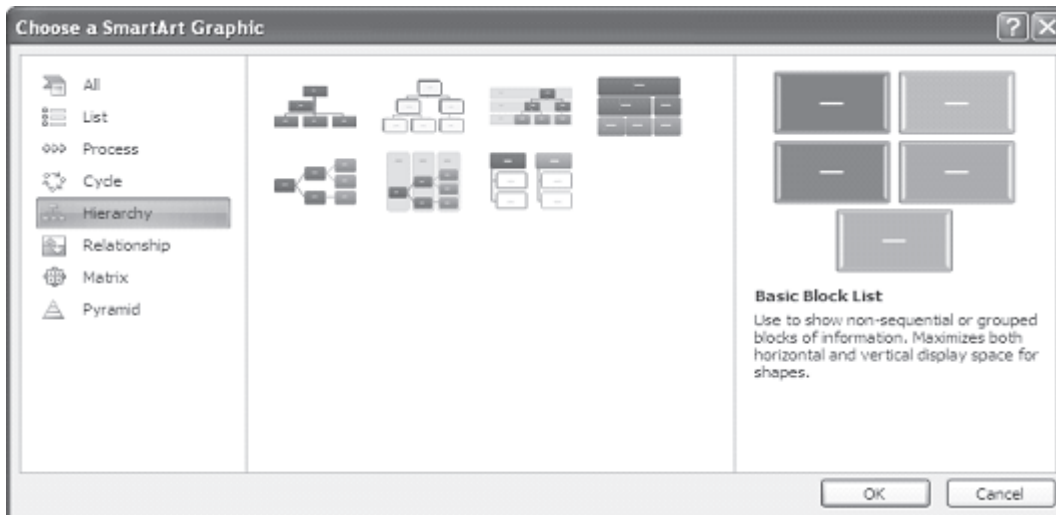 Choose a SmartArt Graphic
All
List
Process
Cycle
Hierarchy
Relationship
Matrix
Pyramid
Basic Block List
Use to show non-sequential or grouped
blocks of information. Maximizes both
horizontal and vertical display space for
shapes.
OK
Cancel